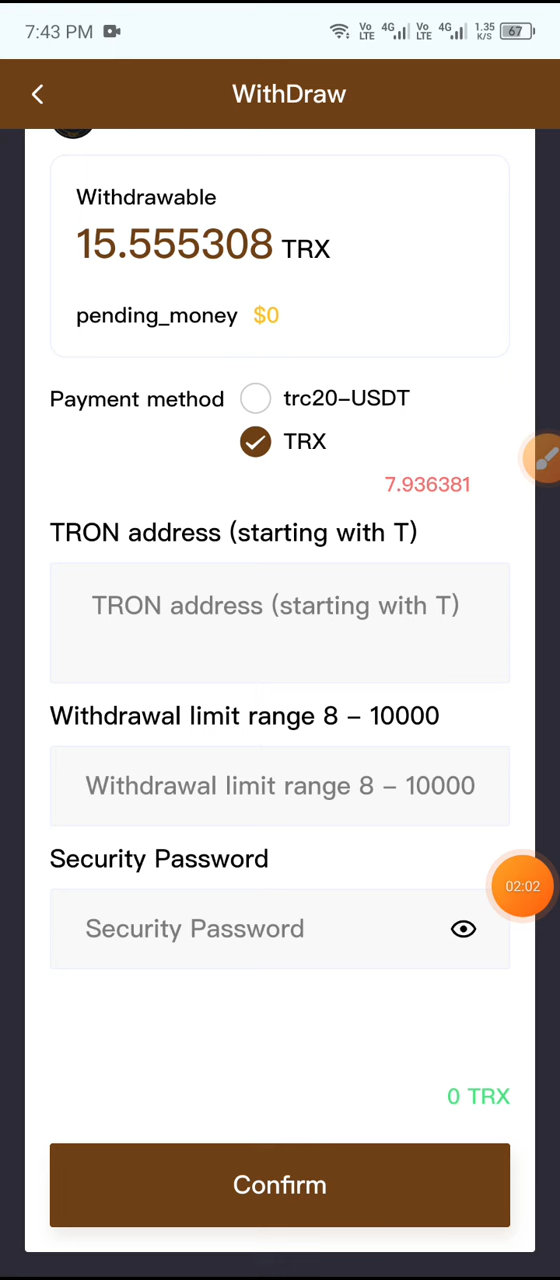 7:43 PM Vo LTE 4G Vo LTE 4G 1.35 K/S 67
WithDraw
Withdrawable
15.555308 TRX
pending_money $0
Payment method trc20-USDT
TRX
7.936381
TRON address (starting with T)
TRON address (starting with T)
Withdrawal limit range 8 - 10000
Withdrawal limit range 8 - 10000
Security Password
02:02
Security Password
0 TRX
Confirm